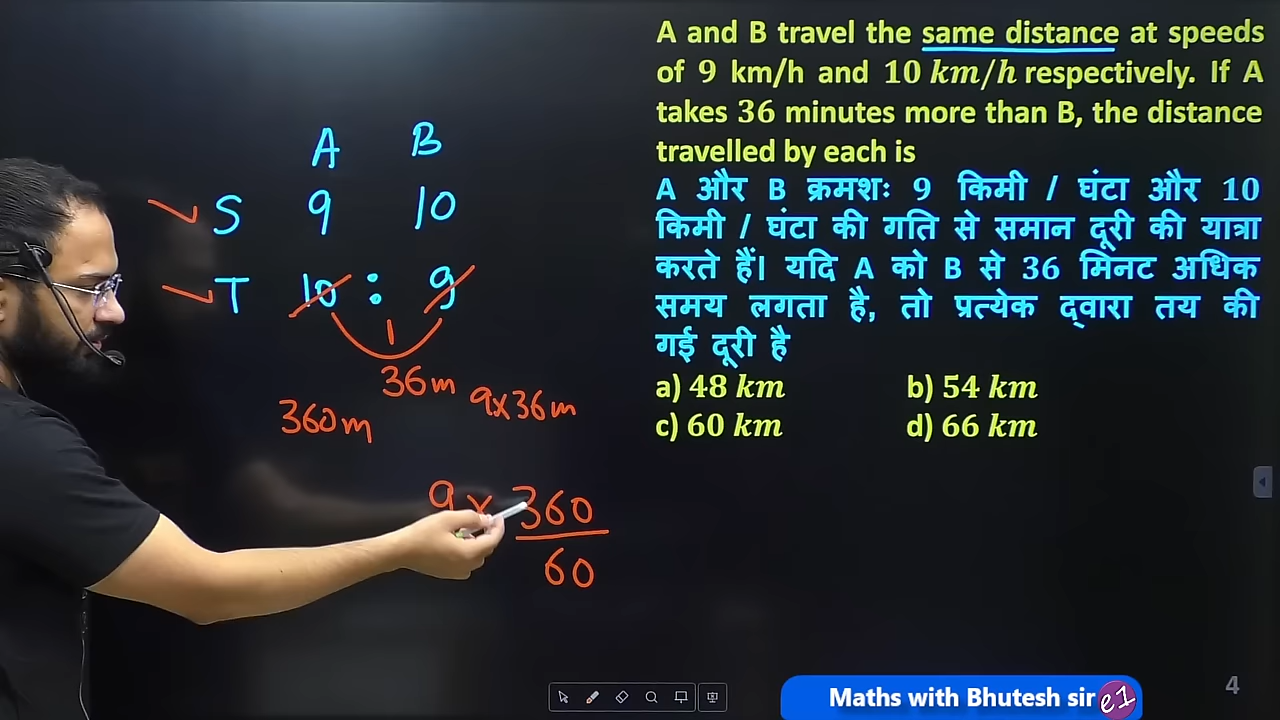 A and B travel the same distance at speeds
of 9 km/h and 10 km/h respectively. If A
takes 36 minutes more than B, the distance
travelled by each is
A और B क्रमशः 9 किमी / घंटा और 10
किमी / घंटा की गति से समान दूरी की यात्रा
करते हैं। यदि A को B से 36 मिनट अधिक
समय लगता है, तो प्रत्येक द्वारा तय की
गई दूरी है
a) 48 km b) 54 km
c) 60 km d) 66 km
A B
S 9 10
T 10 : 9
1
36m
360m 9x36m
9 x 360
60
Maths with Bhutesh sir e1
4